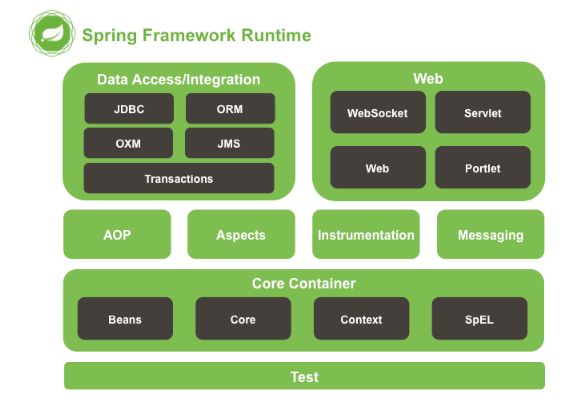 Spring Framework Runtime
Data Access/Integration
JDBC
ORM
OXM
JMS
Transactions
Web
WebSocket
Servlet
Web
Portlet
AOP
Aspects
Instrumentation
Messaging
Core Container
Beans
Core
Context
SpEL
Test